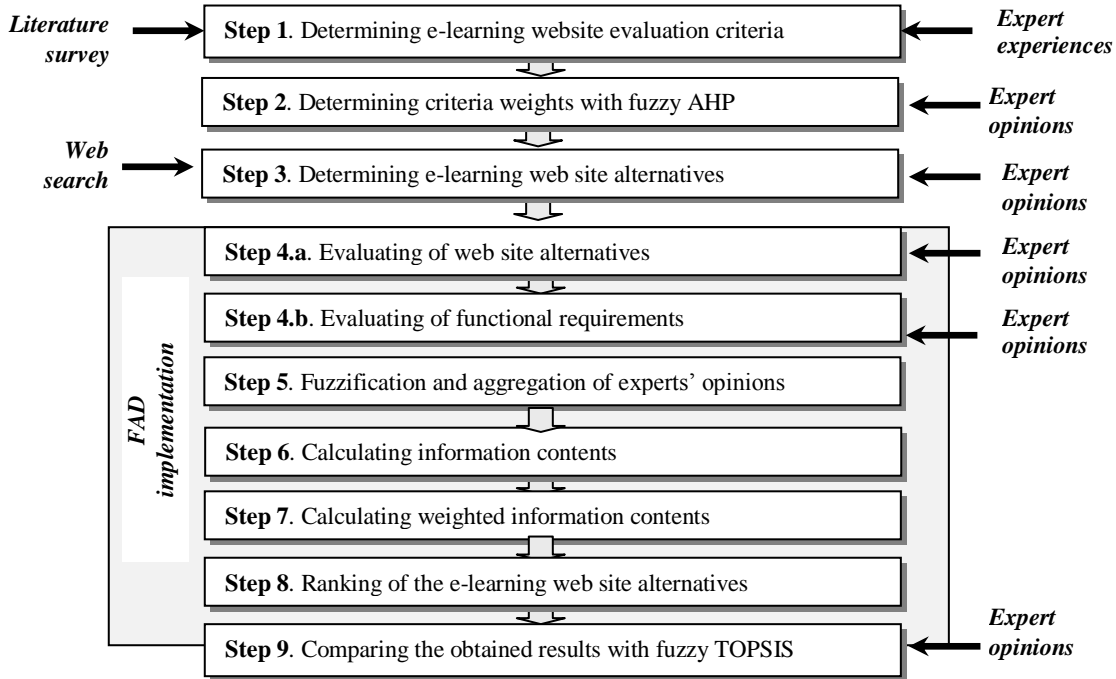 Literature
survey
Step 1. Determining e-learning website evaluation criteria
Expert
experiences
Step 2. Determining criteria weights with fuzzy AHP
Expert
opinions
Web
search
Step 3. Determining e-learning web site alternatives
Expert
opinions
FAD
implementation
Step 4.a. Evaluating of web site alternatives
Expert
opinions
Step 4.b. Evaluating of functional requirements
Expert
opinions
Step 5. Fuzzification and aggregation of experts’ opinions
Step 6. Calculating information contents
Step 7. Calculating weighted information contents
Step 8. Ranking of the e-learning web site alternatives
Step 9. Comparing the obtained results with fuzzy TOPSIS
Expert
opinions